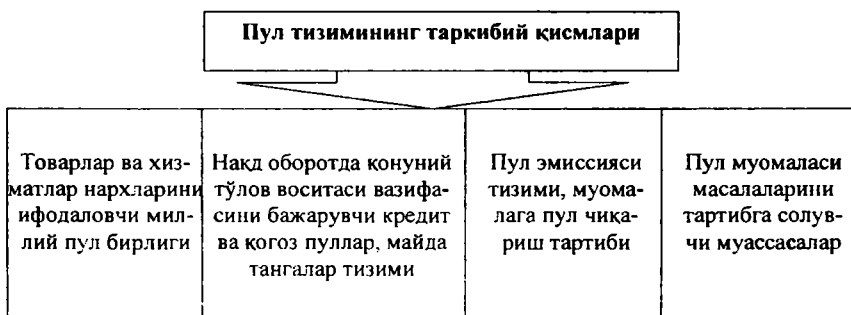 Пул тизимининг таркибий қисмлари
Товарлар ва хиз-
матлар нархларини
ифодаловчи мил-
лий пул бирлиги
Нақд оборотда қонуний
тўлов воситаси вазифа-
сини бажарувчи кредит
ва қоғоз пуллар, майда
тангалар тизими
Пул эмиссияси
тизими, муома-
лага пул чиқа-
риш тартиби
Пул муомаласи
масалаларини
тартибга солув-
чи муассасалар